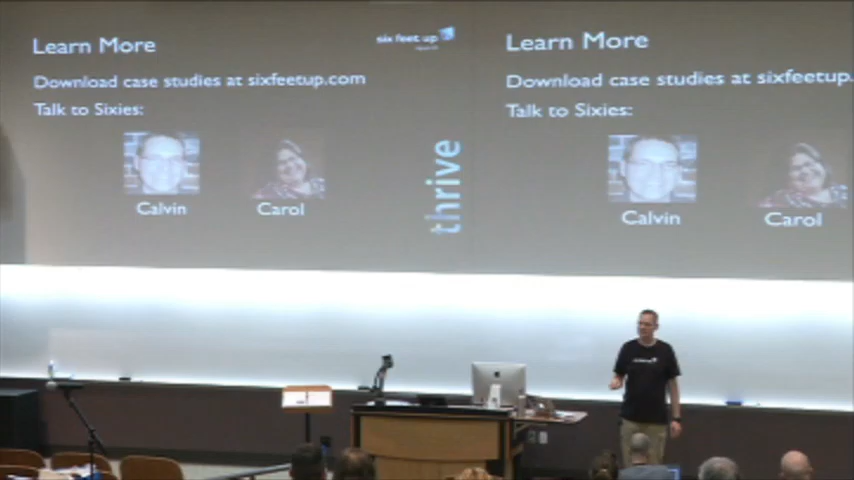 Learn More
six feet up
Download case studies at sixfeetup.com
Talk to Sixies:
Calvin
Carol
thrive
Learn More
Download case studies at sixfeetup.
Talk to Sixies:
Calvin
Carol